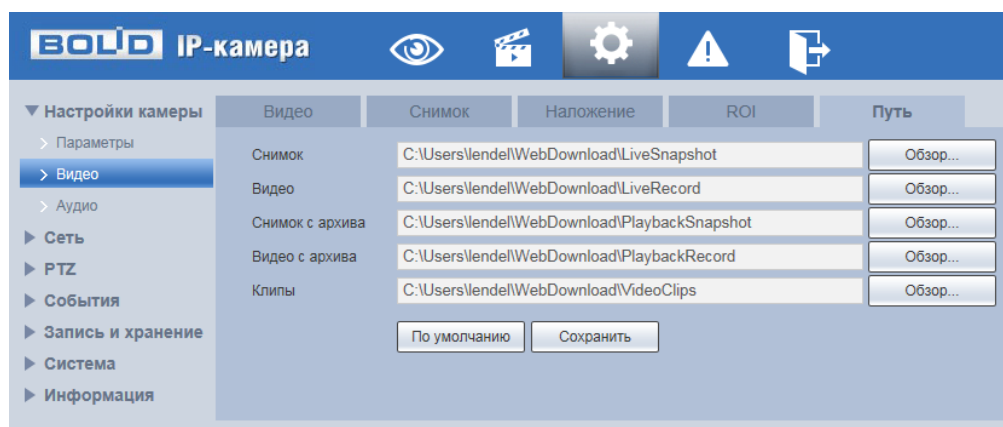 BOLID IP-камера
Настройки камеры
Параметры
Видео
Аудио
Сеть
PTZ
События
Запись и хранение
Система
Информация
Видео Снимок Наложение ROI Путь
Снимок C:\Users\lendel\WebDownload\LiveSnapshot Обзор...
Видео C:\Users\lendel\WebDownload\LiveRecord Обзор...
Снимок с архива C:\Users\lendel\WebDownload\PlaybackSnapshot Обзор...
Видео с архива C:\Users\lendel\WebDownload\PlaybackRecord Обзор...
Клипы C:\Users\lendel\WebDownload\VideoClips Обзор...
По умолчанию Сохранить